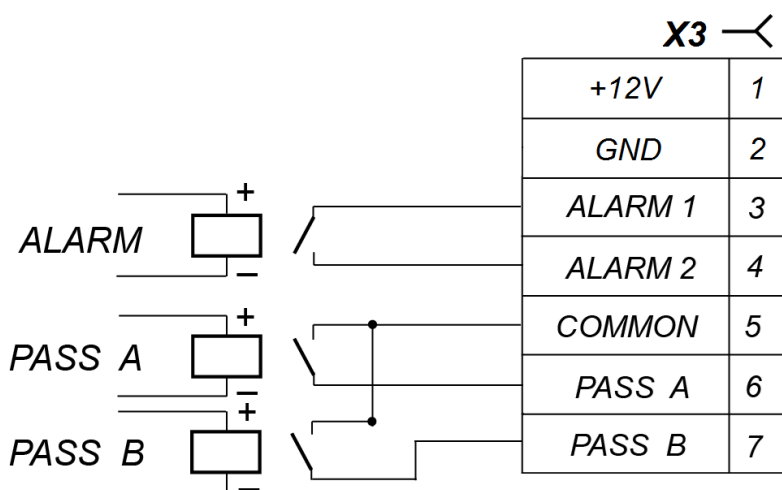 X3
+12V 1
GND 2
+
ALARM 1 3
ALARM
ALARM 2 4
−
+
COMMON 5
PASS A
PASS A 6
−
+
PASS B 7
PASS B
−